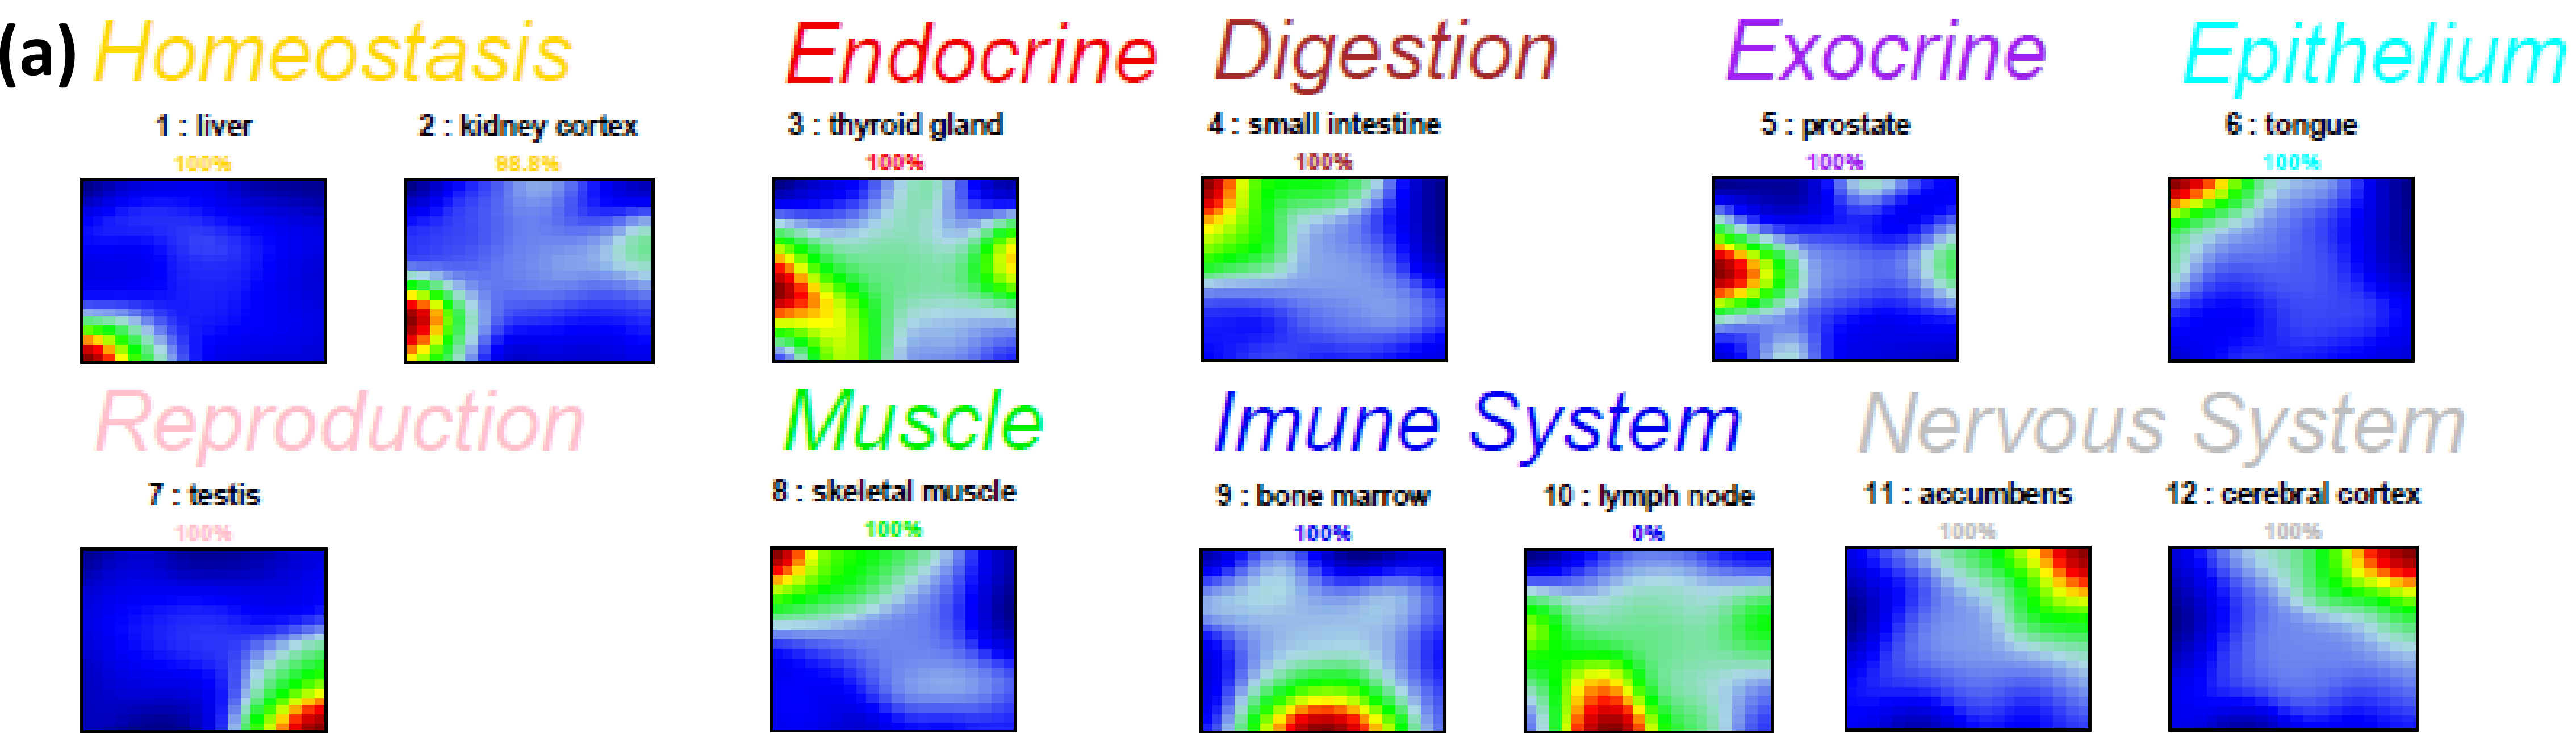 (a) Homeostasis Endocrine Digestion Exocrine Epithelium
1 : liver 2 : kidney cortex 3 : thyroid gland 4 : small intestine 5 : prostate 6 : tongue
100% 98.8% 100% 100% 100% 100%
Reproduction Muscle Imune System Nervous System
7 : testis 8 : skeletal muscle 9 : bone marrow 10 : lymph node 11 : accumbens 12 : cerebral cortex
100% 100% 100% 0% 100% 100%